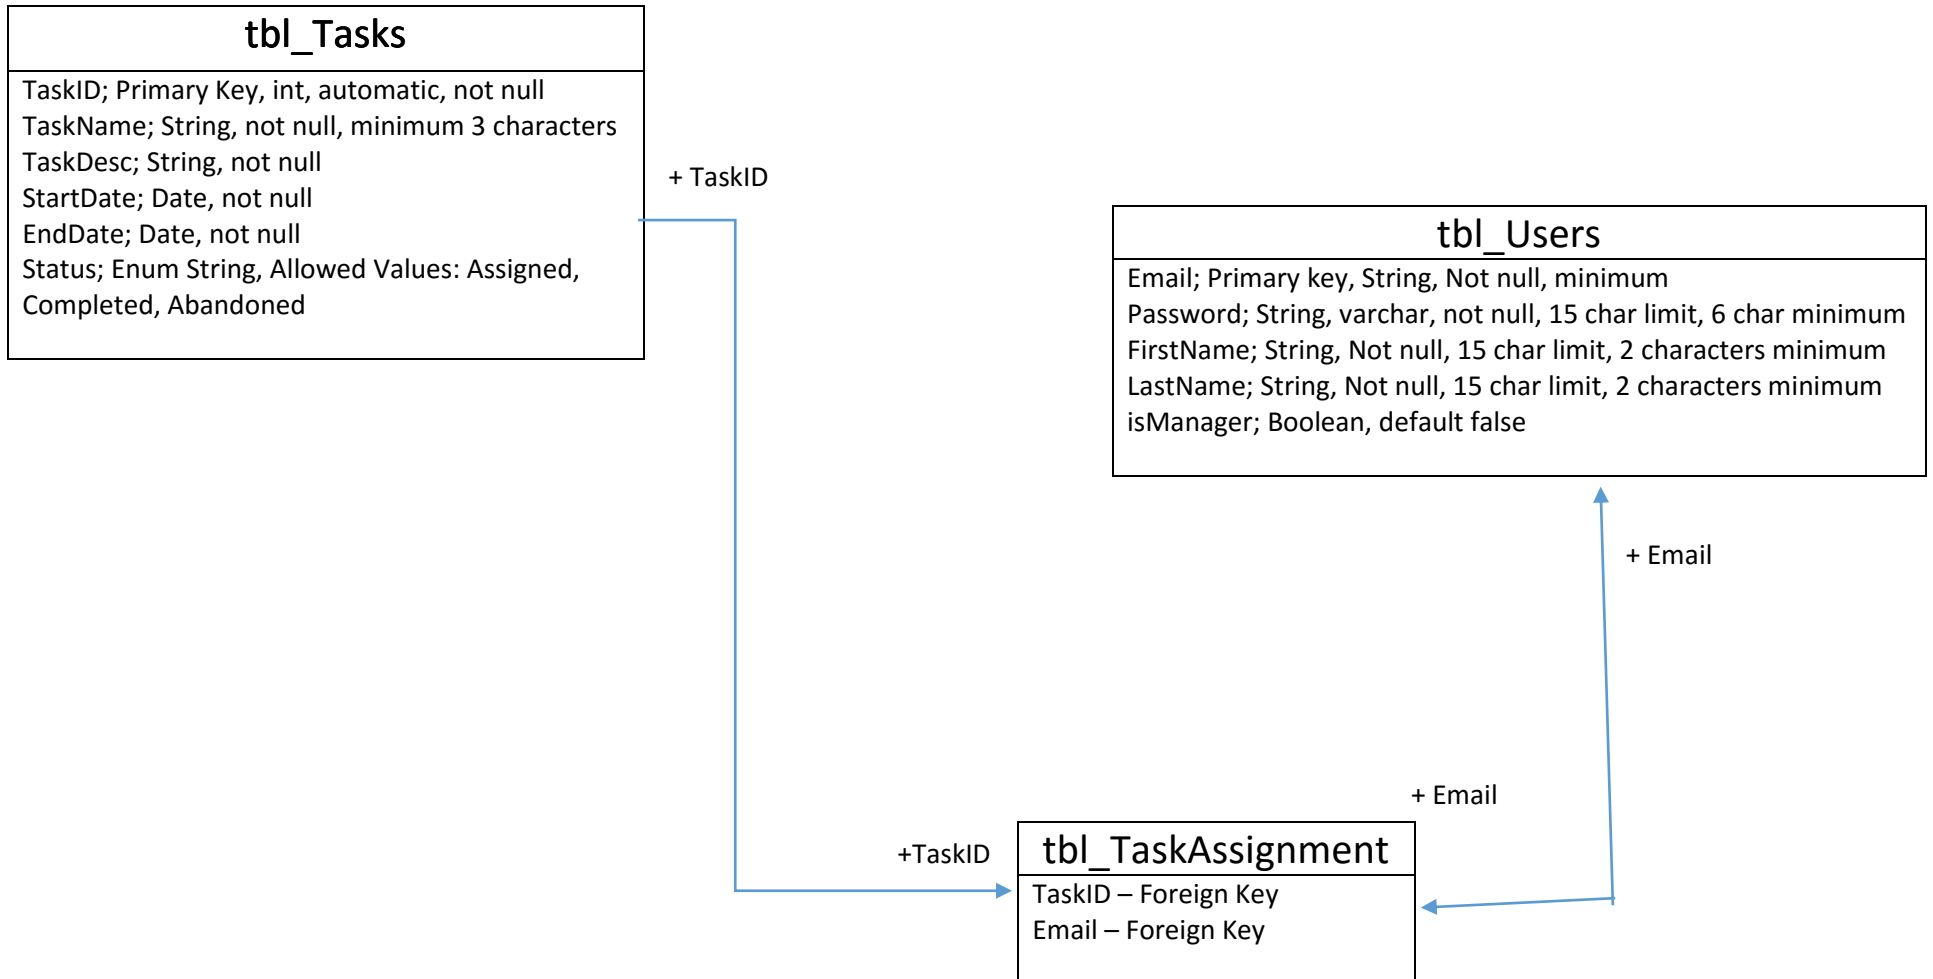 tbl_Tasks
TaskID; Primary Key, int, automatic, not null
TaskName; String, not null, minimum 3 characters
TaskDesc; String, not null
StartDate; Date, not null
EndDate; Date, not null
Status; Enum String, Allowed Values: Assigned,
Completed, Abandoned
+ TaskID
tbl_Users
Email; Primary key, String, Not null, minimum
Password; String, varchar, not null, 15 char limit, 6 char minimum
FirstName; String, Not null, 15 char limit, 2 characters minimum
LastName; String, Not null, 15 char limit, 2 characters minimum
isManager; Boolean, default false
+ Email
+ Email
+TaskID
tbl_TaskAssignment
TaskID – Foreign Key
Email – Foreign Key